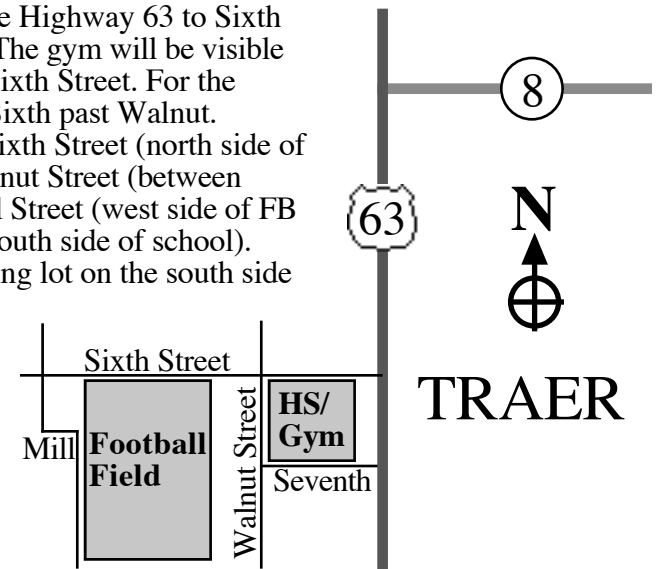 e Highway 63 to Sixth
The gym will be visible
ixth Street. For the
Sixth past Walnut.
ixth Street (north side of
nut Street (between
l Street (west side of FB
outh side of school).
ng lot on the south side
8
63
N
TRAER
Sixth Street
Mill
Football
Field
Walnut Street
HS/
Gym
Seventh